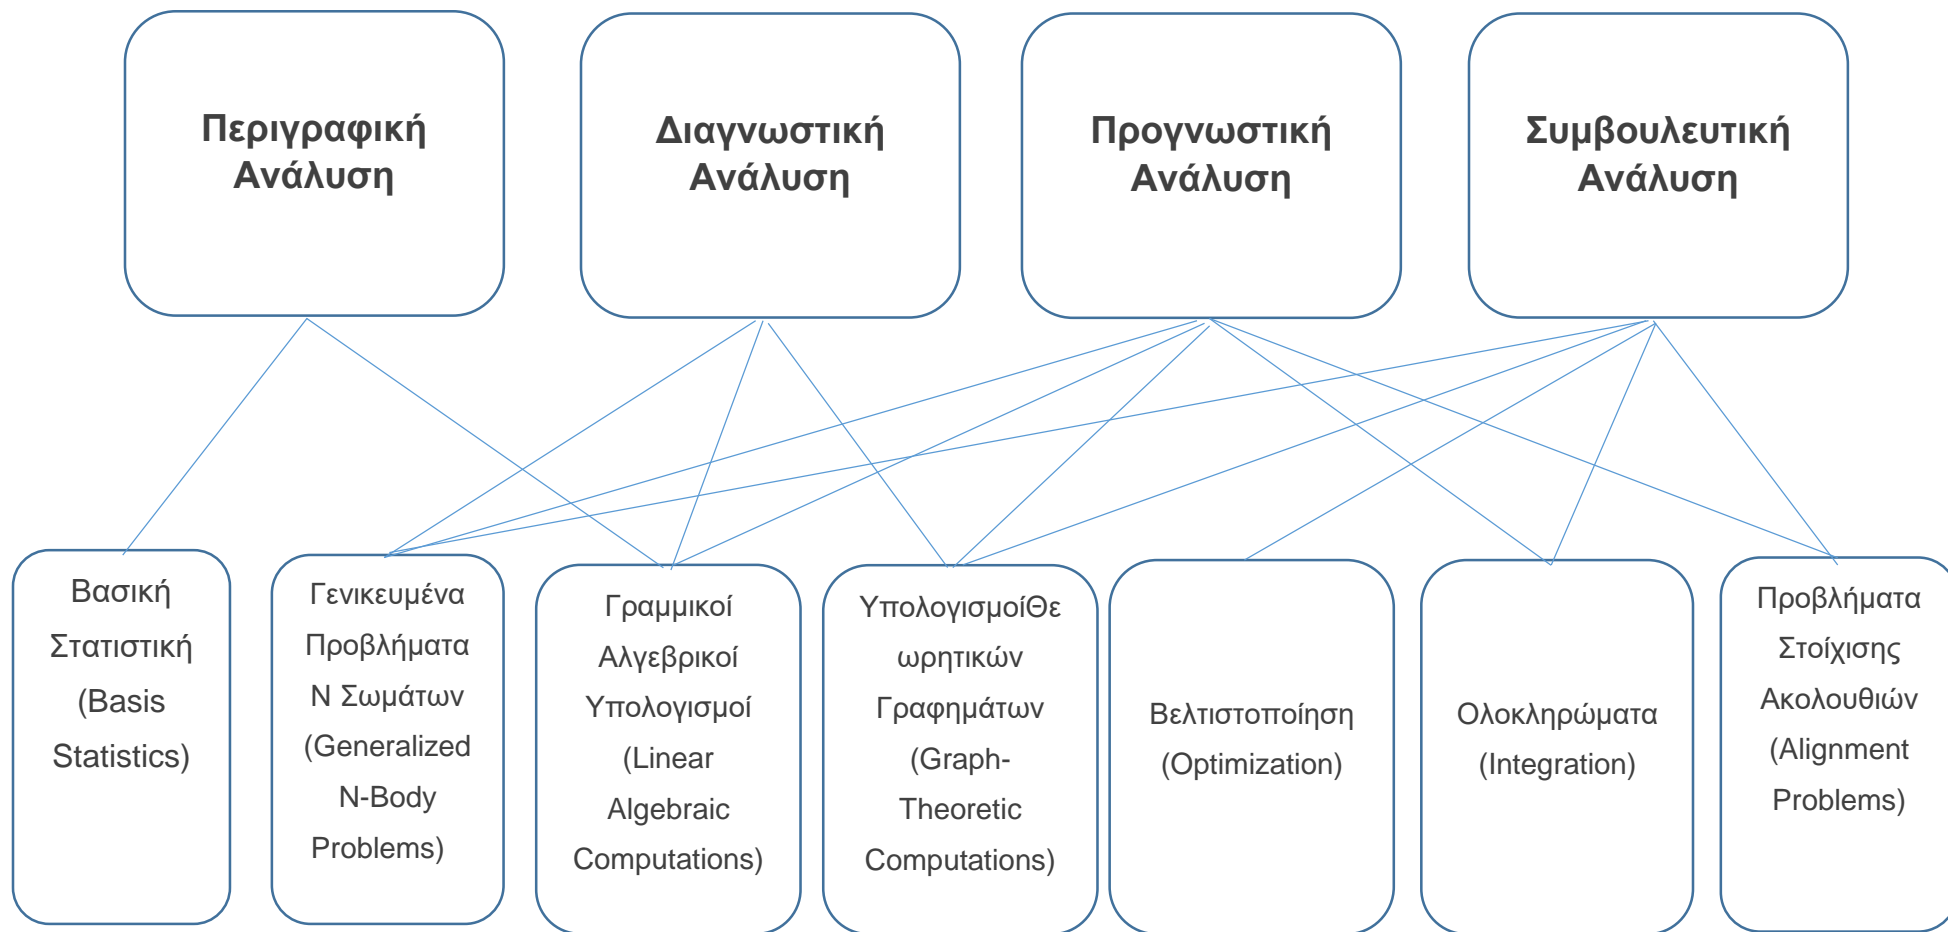 Περιγραφική
Ανάλυση
Διαγνωστική
Ανάλυση
Προγνωστική
Ανάλυση
Συμβουλευτική
Ανάλυση
Βασική
Στατιστική
(Basis
Statistics)
Γενικευμένα
Προβλήματα
Ν Σωμάτων
(Generalized
N-Body
Problems)
Γραμμικοί
Αλγεβρικοί
Υπολογισμοί
(Linear
Algebraic
Computations)
ΥπολογισμοίΘε
ωρητικών
Γραφημάτων
(Graph-
Theoretic
Computations)
Βελτιστοποίηση
(Optimization)
Ολοκληρώματα
(Integration)
Προβλήματα
Στοίχισης
Ακολουθιών
(Alignment
Problems)